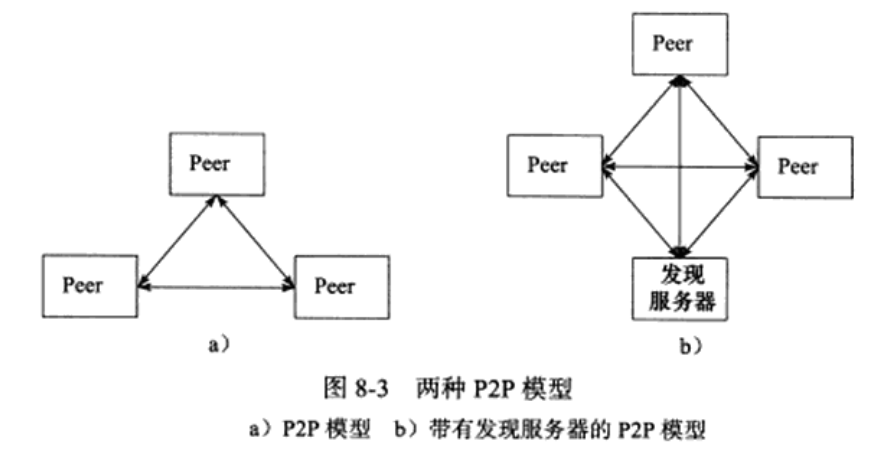 Peer
Peer
Peer
Peer
Peer
Peer
发现
服务器
a）
b）
图 8-3 两种 P2P 模型
a）P2P 模型 b）带有发现服务器的 P2P 模型